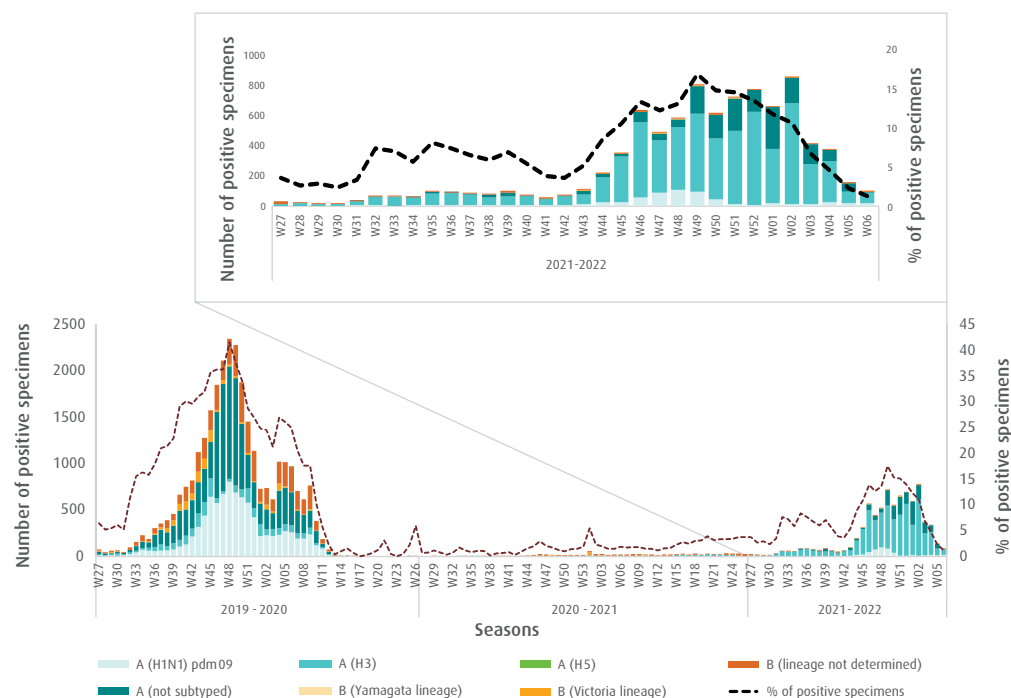 Number of positive specimens
1000
800
600
400
200
0
20
15
10
5
0
% of positive specimens
W27 W28 W29 W30 W31 W32 W33 W34 W35 W36 W37 W38 W39 W40 W41 W42 W43 W44 W45 W46 W47 W48 W49 W50 W51 W52 W01 W02 W03 W04 W05 W06
2021-2022
Number of positive specimens
2500
2000
1500
1000
500
0
45
40
35
30
25
20
15
10
5
0
% of positive specimens
W27 W30 W33 W36 W39 W42 W45 W48 W51 W02 W05 W08 W11 W14 W17 W20 W23 W26 W29 W32 W35 W38 W41 W44 W47 W50 W53 W03 W06 W09 W12 W15 W18 W21 W24 W27 W30 W33 W36 W39 W42 W45 W48 W51 W02 W05
2019 - 2020 2020 - 2021 2021 - 2022
Seasons
A (H1N1) pdm09 A (H3) A (H5) B (lineage not determined)
A (not subtyped) B (Yamagata lineage) B (Victoria lineage) % of positive specimens